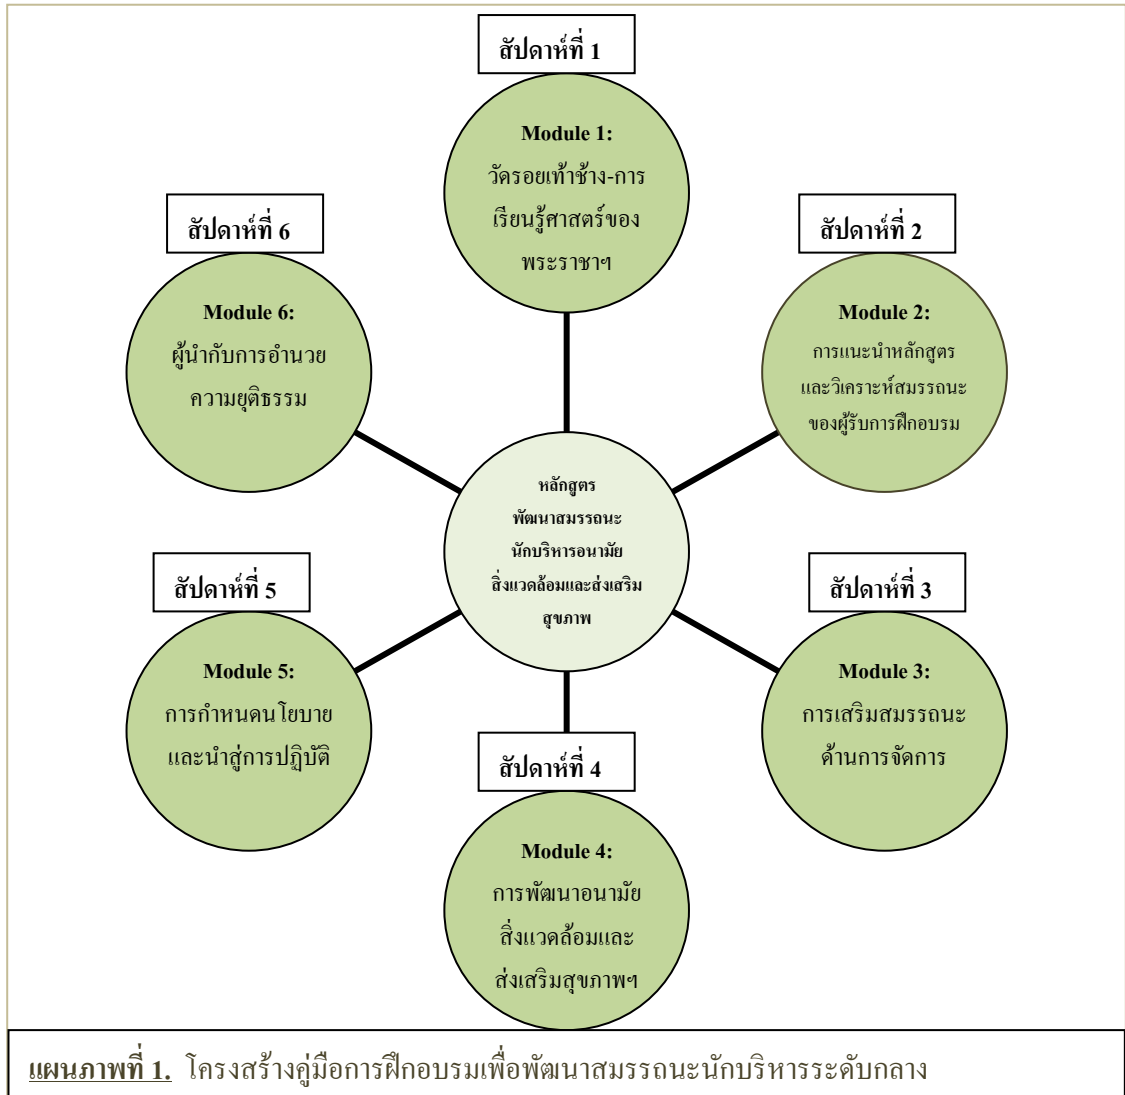 สัปดาห์ที่ 1
Module 1:
วัดรอยเท้าช้าง-การ
เรียนรู้ศาสตร์ของ
พระราชาฯ
สัปดาห์ที่ 2
Module 2:
การแนะนำหลักสูตร
และวิเคราะห์สมรรถนะ
ของผู้รับการฝึกอบรม
สัปดาห์ที่ 3
Module 3:
การเสริมสมรรถนะ
ด้านการจัดการ
สัปดาห์ที่ 4
Module 4:
การพัฒนาอนามัย
สิ่งแวดล้อมและ
ส่งเสริมสุขภาพฯ
สัปดาห์ที่ 5
Module 5:
การกำหนดนโยบาย
และนำสู่การปฏิบัติ
สัปดาห์ที่ 6
Module 6:
ผู้นำกับการอำนวย
ความยุติธรรม
หลักสูตร
พัฒนาสมรรถนะ
นักบริหารอนามัย
สิ่งแวดล้อมและส่งเสริม
สุขภาพ
แผนภาพที่ 1. โครงสร้างคู่มือการฝึกอบรมเพื่อพัฒนาสมรรถนะนักบริหารระดับกลาง